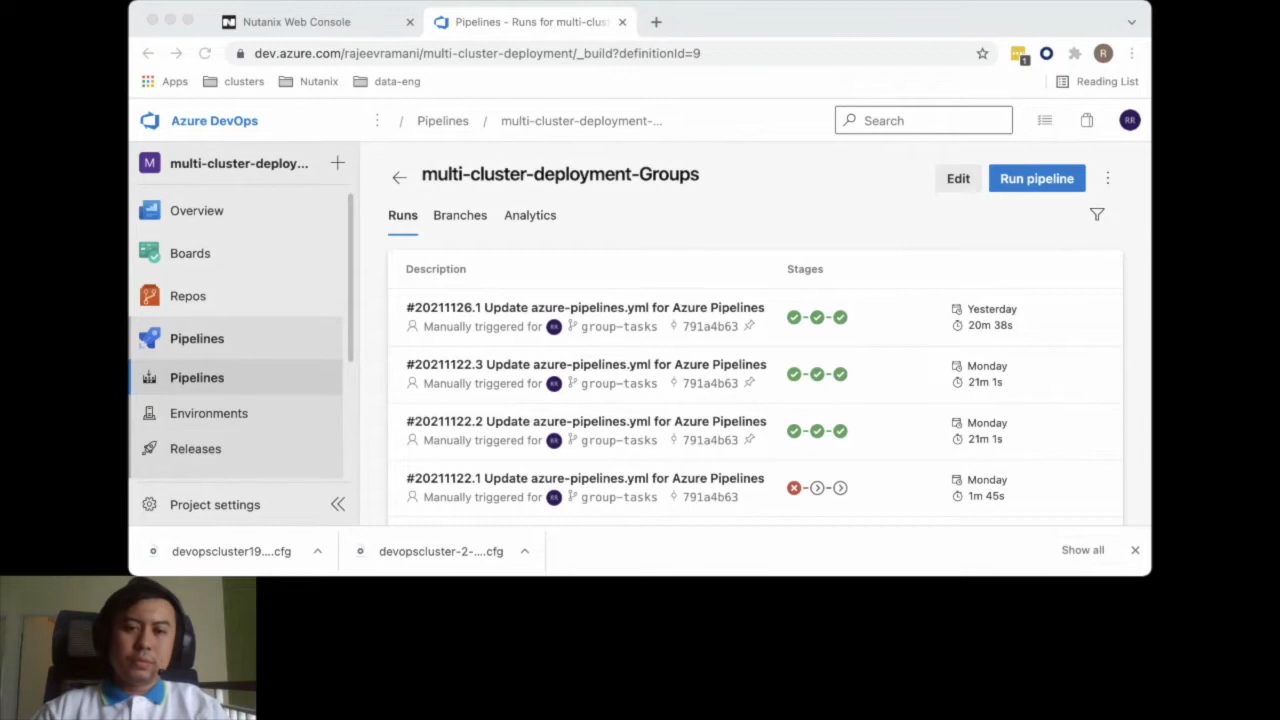 Nutanix Web Console
Pipelines - Runs for multi-clust
dev.azure.com/rajeevramani/multi-cluster-deployment/_build?definitionId=9
1
R
Apps
clusters
Nutanix
data-eng
Reading List
Azure DevOps
/ Pipelines / multi-cluster-deployment-...
Search
RR
M
multi-cluster-deploy...
Overview
Boards
Repos
Pipelines
Pipelines
Environments
Releases
Project settings
multi-cluster-deployment-Groups
Edit
Run pipeline
Runs
Branches
Analytics
Description
Stages
#20211126.1 Update azure-pipelines.yml for Azure Pipelines
Manually triggered for RR group-tasks 791a4b63
Yesterday
20m 38s
#20211122.3 Update azure-pipelines.yml for Azure Pipelines
Manually triggered for RR group-tasks 791a4b63
Monday
21m 1s
#20211122.2 Update azure-pipelines.yml for Azure Pipelines
Manually triggered for RR group-tasks 791a4b63
Monday
21m 1s
#20211122.1 Update azure-pipelines.yml for Azure Pipelines
Manually triggered for RR group-tasks 791a4b63
Monday
1m 45s
devopscluster19....cfg
devopscluster-2-....cfg
Show all